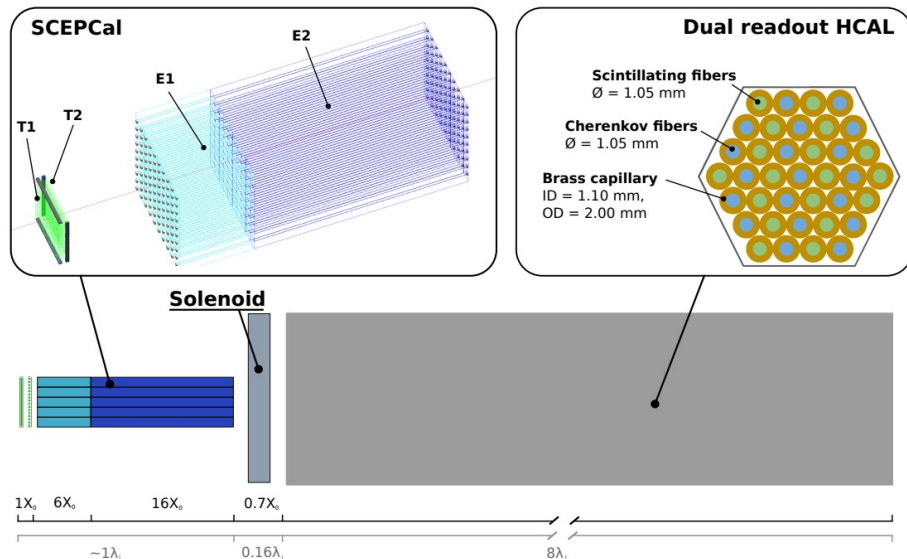 SCEPCal
E1
E2
T1
T2
Dual readout HCAL
Scintillating fibers
Ø = 1.05 mm
Cherenkov fibers
Ø = 1.05 mm
Brass capillary
ID = 1.10 mm,
OD = 2.00 mm
Solenoid
1X₀ 6X₀ 16X₀ 0.7X₀
~1λᵢ 0.16λᵢ 8λᵢ